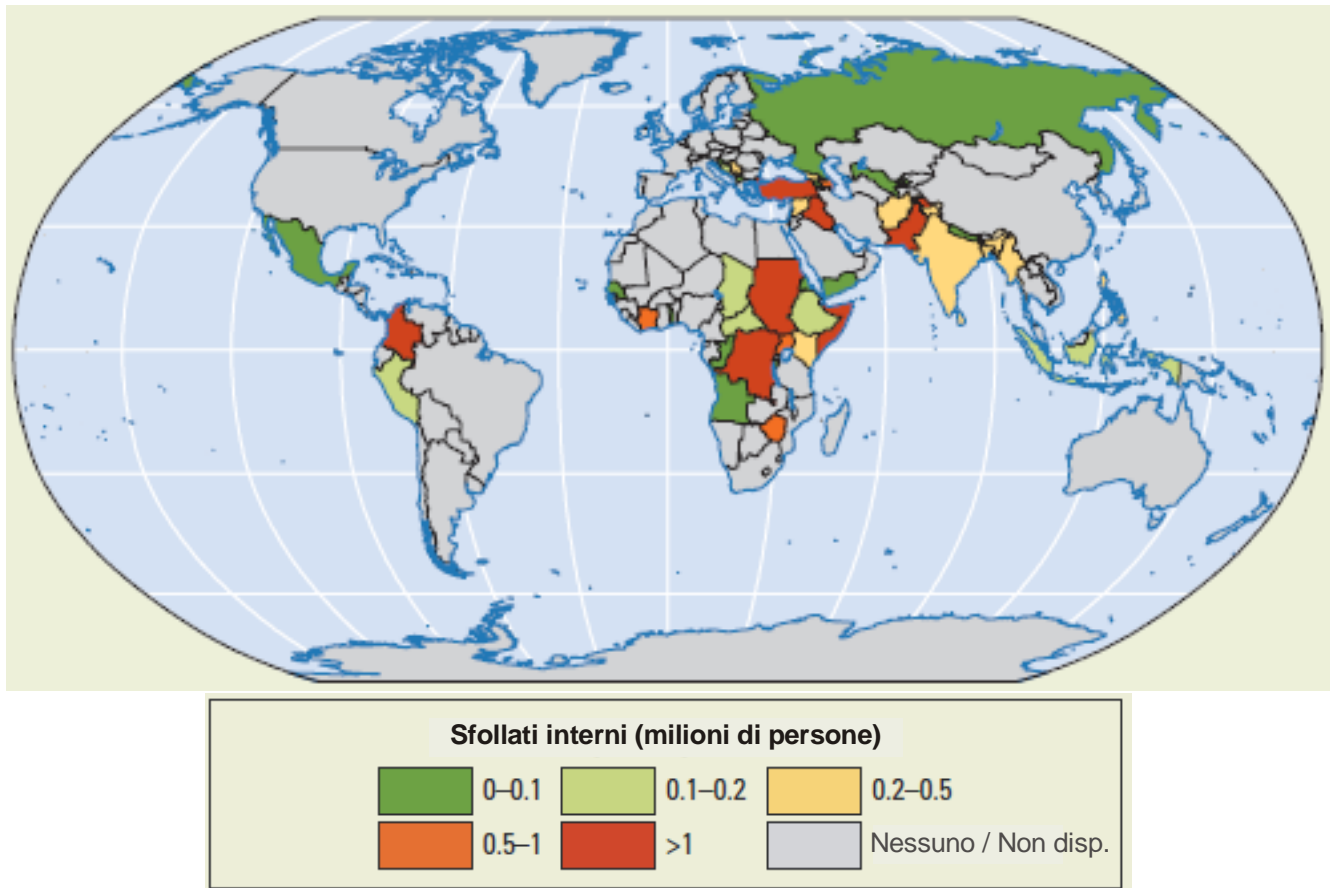 Sfollati interni (milioni di persone)
0–0.1 0.1–0.2 0.2–0.5
0.5–1 >1 Nessuno / Non disp.